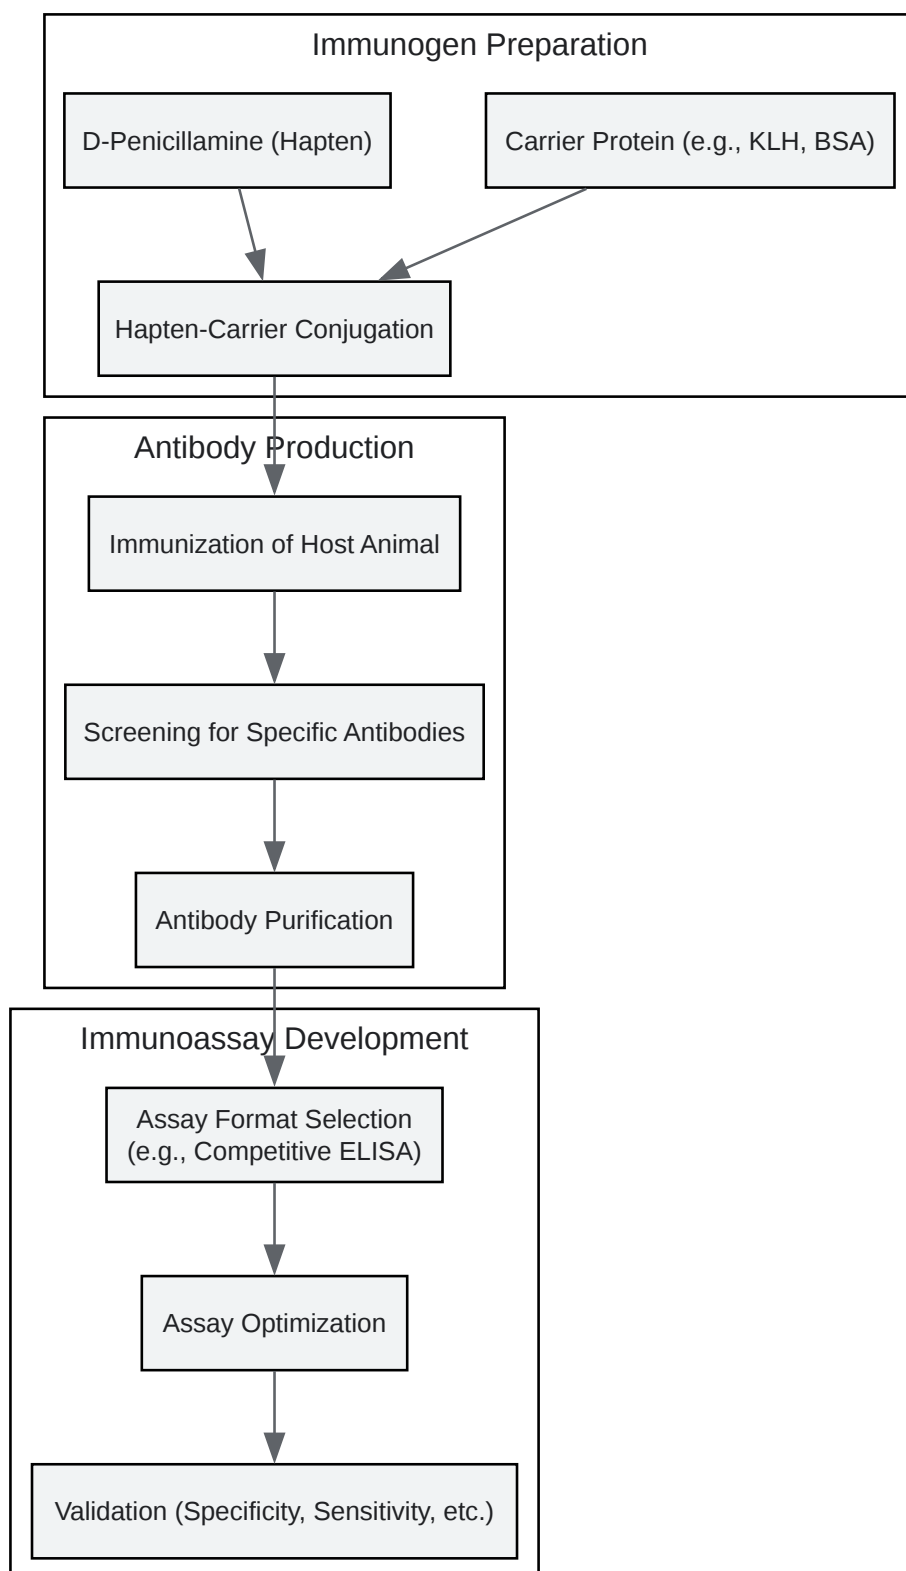 Immunogen Preparation
D-Penicillamine (Hapten)
Carrier Protein (e.g., KLH, BSA)
Hapten-Carrier Conjugation
Antibody Production
Immunization of Host Animal
Screening for Specific Antibodies
Antibody Purification
Immunoassay Development
Assay Format Selection
(e.g., Competitive ELISA)
Assay Optimization
Validation (Specificity, Sensitivity, etc.)